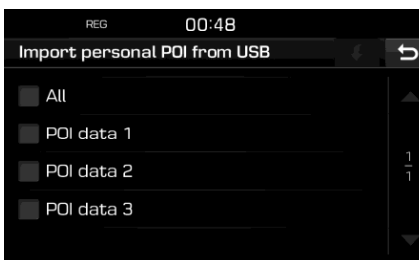 REG 00:48
Import personal POI from USB
All
POI data 1
POI data 2
1
1
POI data 3